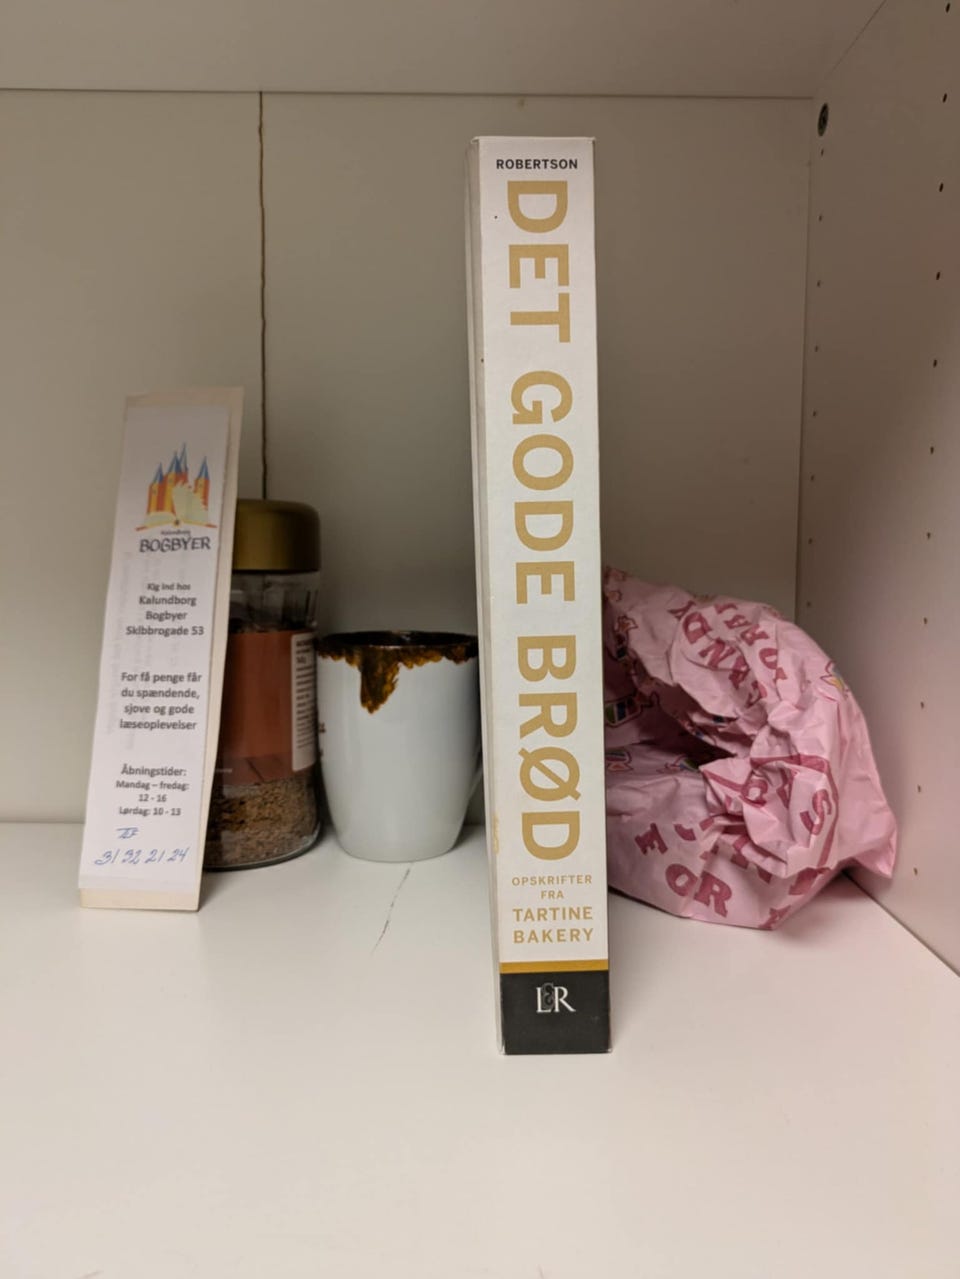 Kalundborg
BOGBYER
Kig ind hos
Kalundborg
Bogbyer
Skibbrogade 53
For få penge får
du spændende,
sjove og gode
læseoplevelser
Åbningstider:
Mandag – fredag:
12 - 16
Lørdag: 10 - 13
31 32 21 24
ROBERTSON
DET GODE BRØD
OPSKRIFTER
FRA
TARTINE
BAKERY
L&R
FOR